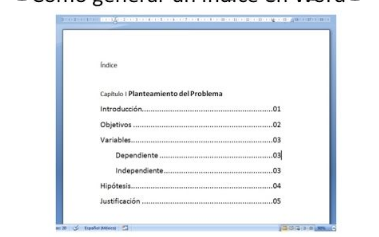 Como generar un índice en Word
Índice
Capítulo I Planteamiento del Problema
Introducción..........................................01
Objetivos .............................................02
Variables..............................................03
Dependiente .....................................03
Independiente...................................03
Hipótesis...............................................04
Justificación ..........................................05
Español (México)